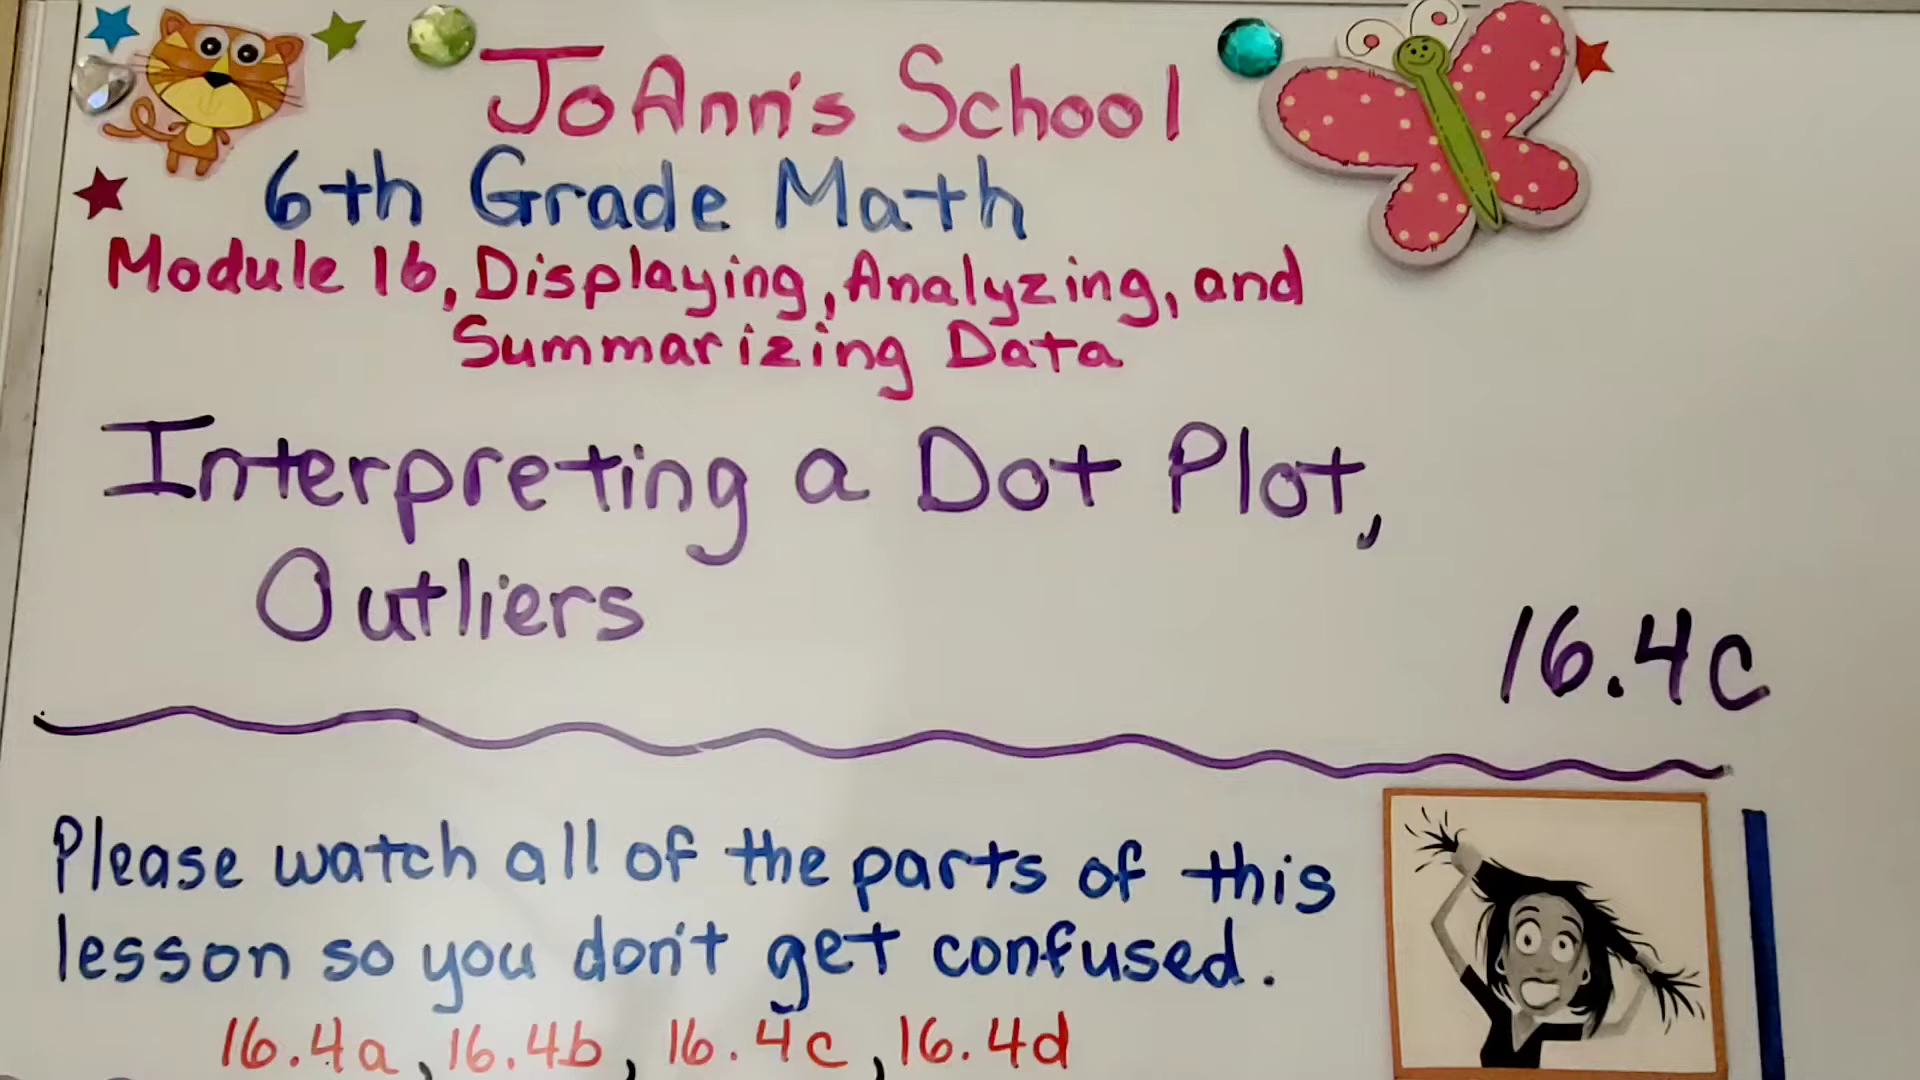 JoAnn's School
6th Grade Math
Module 16, Displaying, Analyzing, and
Summarizing Data
Interpreting a Dot Plot,
Outliers
16.4c
Please watch all of the parts of this
lesson so you don't get confused.
16.4a, 16.4b, 16.4c, 16.4d